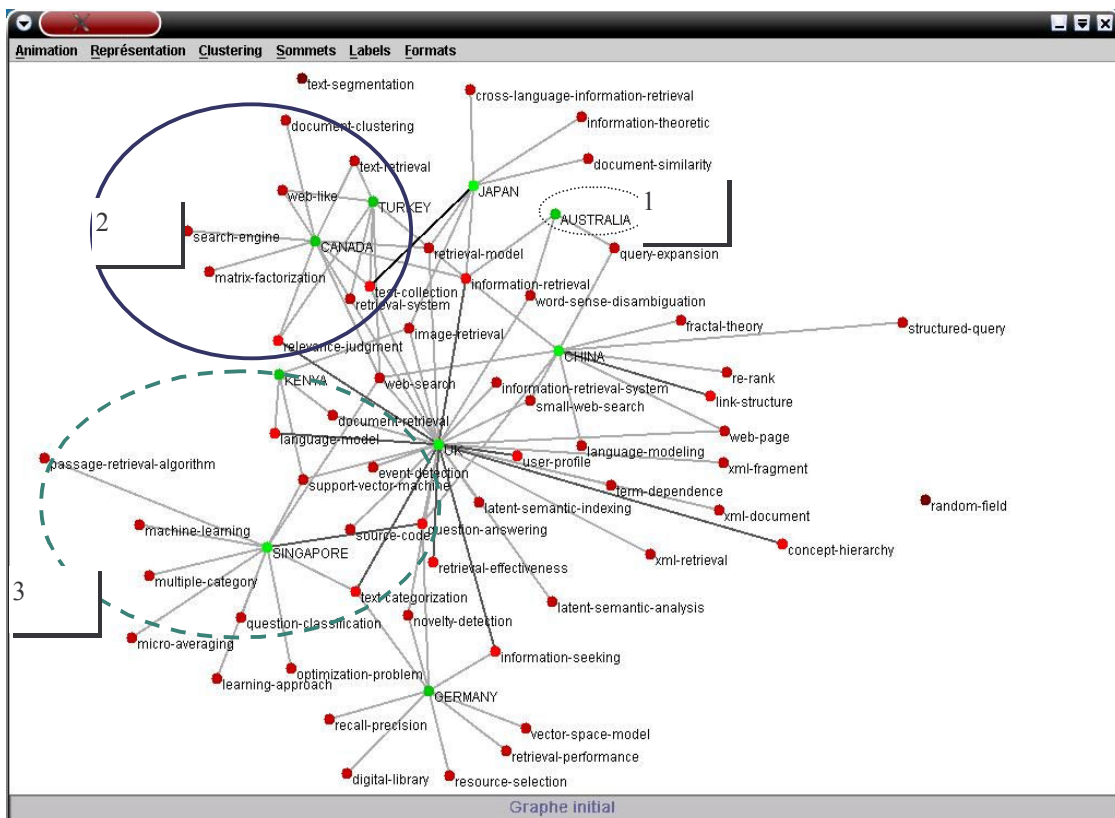 Animation Représentation Clustering Sommets Labels Formats
text-segmentation
cross-language-information-retrieval
document-clustering
information-theoretic
text-retrieval
document-similarity
JAPAN
web-like
1
TURKEY
AUSTRALIA
2
search-engine
CANADA
retrieval-model
query-expansion
matrix-factorization
information-retrieval
test-collection
retrieval-system
word-sense-disambiguation
image-retrieval
fractal-theory
structured-query
relevance-judgment
CHINA
KENYA
web-search
information-retrieval-system
re-rank
small-web-search
link-structure
document-retrieval
language-model
web-page
UK
language-modeling
passage-retrieval-algorithm
event-detection
user-profile
xml-fragment
support-vector-machine
term-dependence
latent-semantic-indexing
random-field
machine-learning
source-code
question-answering
xml-document
SINGAPORE
concept-hierarchy
xml-retrieval
retrieval-effectiveness
multiple-category
3
text-categorization
latent-semantic-analysis
question-classification
novelty-detection
micro-averaging
information-seeking
optimization-problem
learning-approach
GERMANY
recall-precision
vector-space-model
retrieval-performance
digital-library
resource-selection
Graphe initial